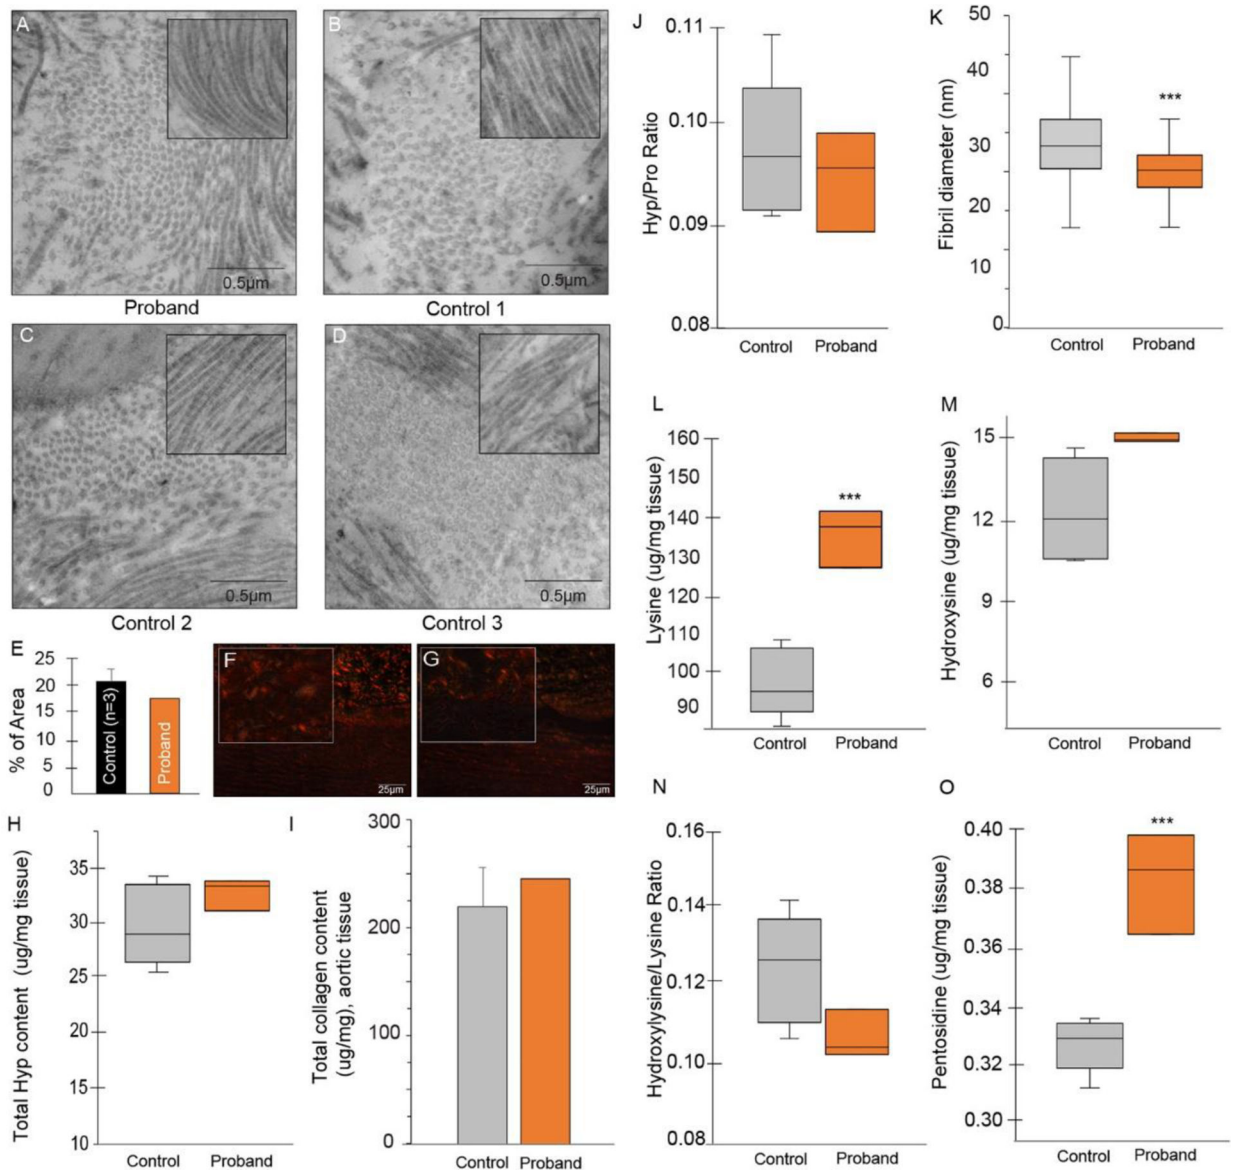 A
0.5µm
Proband
B
0.5µm
Control 1
C
0.5µm
Control 2
D
0.5µm
Control 3
E
% of Area
25
20
15
10
5
0
Control (n=3)
Proband
F
25µm
G
25µm
H
Total Hyp content (ug/mg tissue)
35
30
25
20
15
10
Control
Proband
I
Total collagen content
(ug/mg), aortic tissue
300
200
100
0
Control
Proband
J
Hyp/Pro Ratio
0.11
0.10
0.09
0.08
Control
Proband
K
Fibril diameter (nm)
50
40
30
20
10
0
***
Control
Proband
L
Lysine (ug/mg tissue)
160
150
140
130
120
110
100
90
***
Control
Proband
M
Hydroxysine (ug/mg tissue)
15
12
9
6
Control
Proband
N
Hydroxylysine/Lysine Ratio
0.16
0.14
0.12
0.10
0.08
Control
Proband
O
Pentosidine (ug/mg tissue)
0.40
0.38
0.36
0.34
0.32
0.30
***
Control
Proband